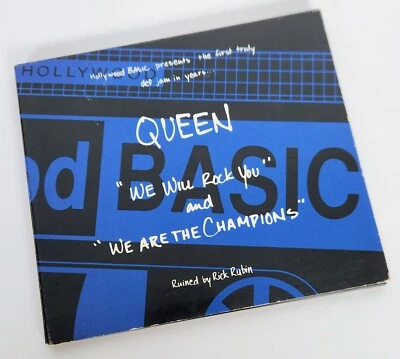 Hollywood BASIC presents the first truly
def jam in years...
HOLLYWOOD
QUEEN
"WE WILL ROCK YOU"
and
"WE ARE THE CHAMPIONS"
od BASIC
Ruined by Rick Rubin